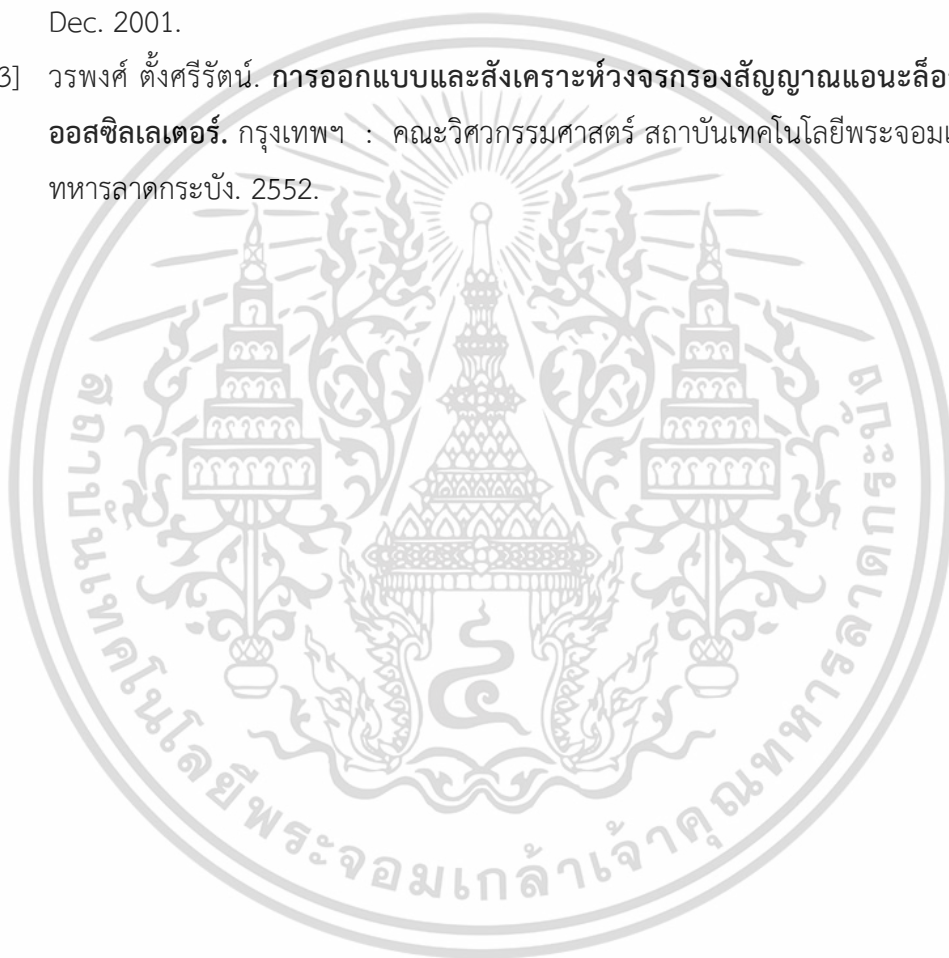 Dec. 2001.
3] วรพงศ์ ตั้งศรีรัตน์. การออกแบบและสังเคราะห์วงจรกรองสัญญาณแอนะล็อ
ออสซิลเลเตอร์. กรุงเทพฯ : คณะวิศวกรรมศาสตร์ สถาบันเทคโนโลยีพระจอมเ
ทหารลาดกระบัง. 2552.
สถาบันเทคโนโลยีพระจอมเกล้าเจ้าคุณทหารลาดกระบัง
๔